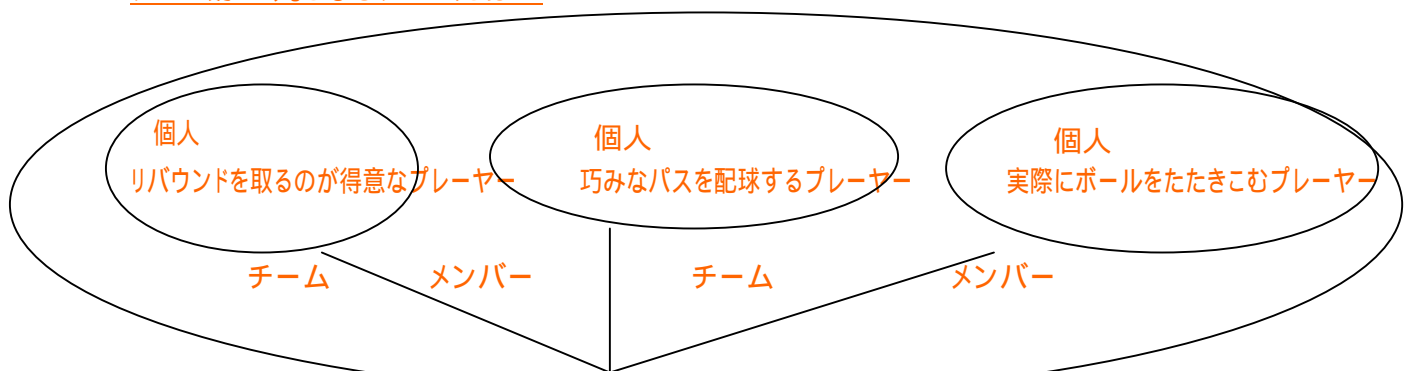 個人
リバウンドを取るのが得意なプレーヤー
個人
巧みなパスを配球するプレーヤー
個人
実際にボールをたたきこむプレーヤー
チーム メンバー チーム メンバー